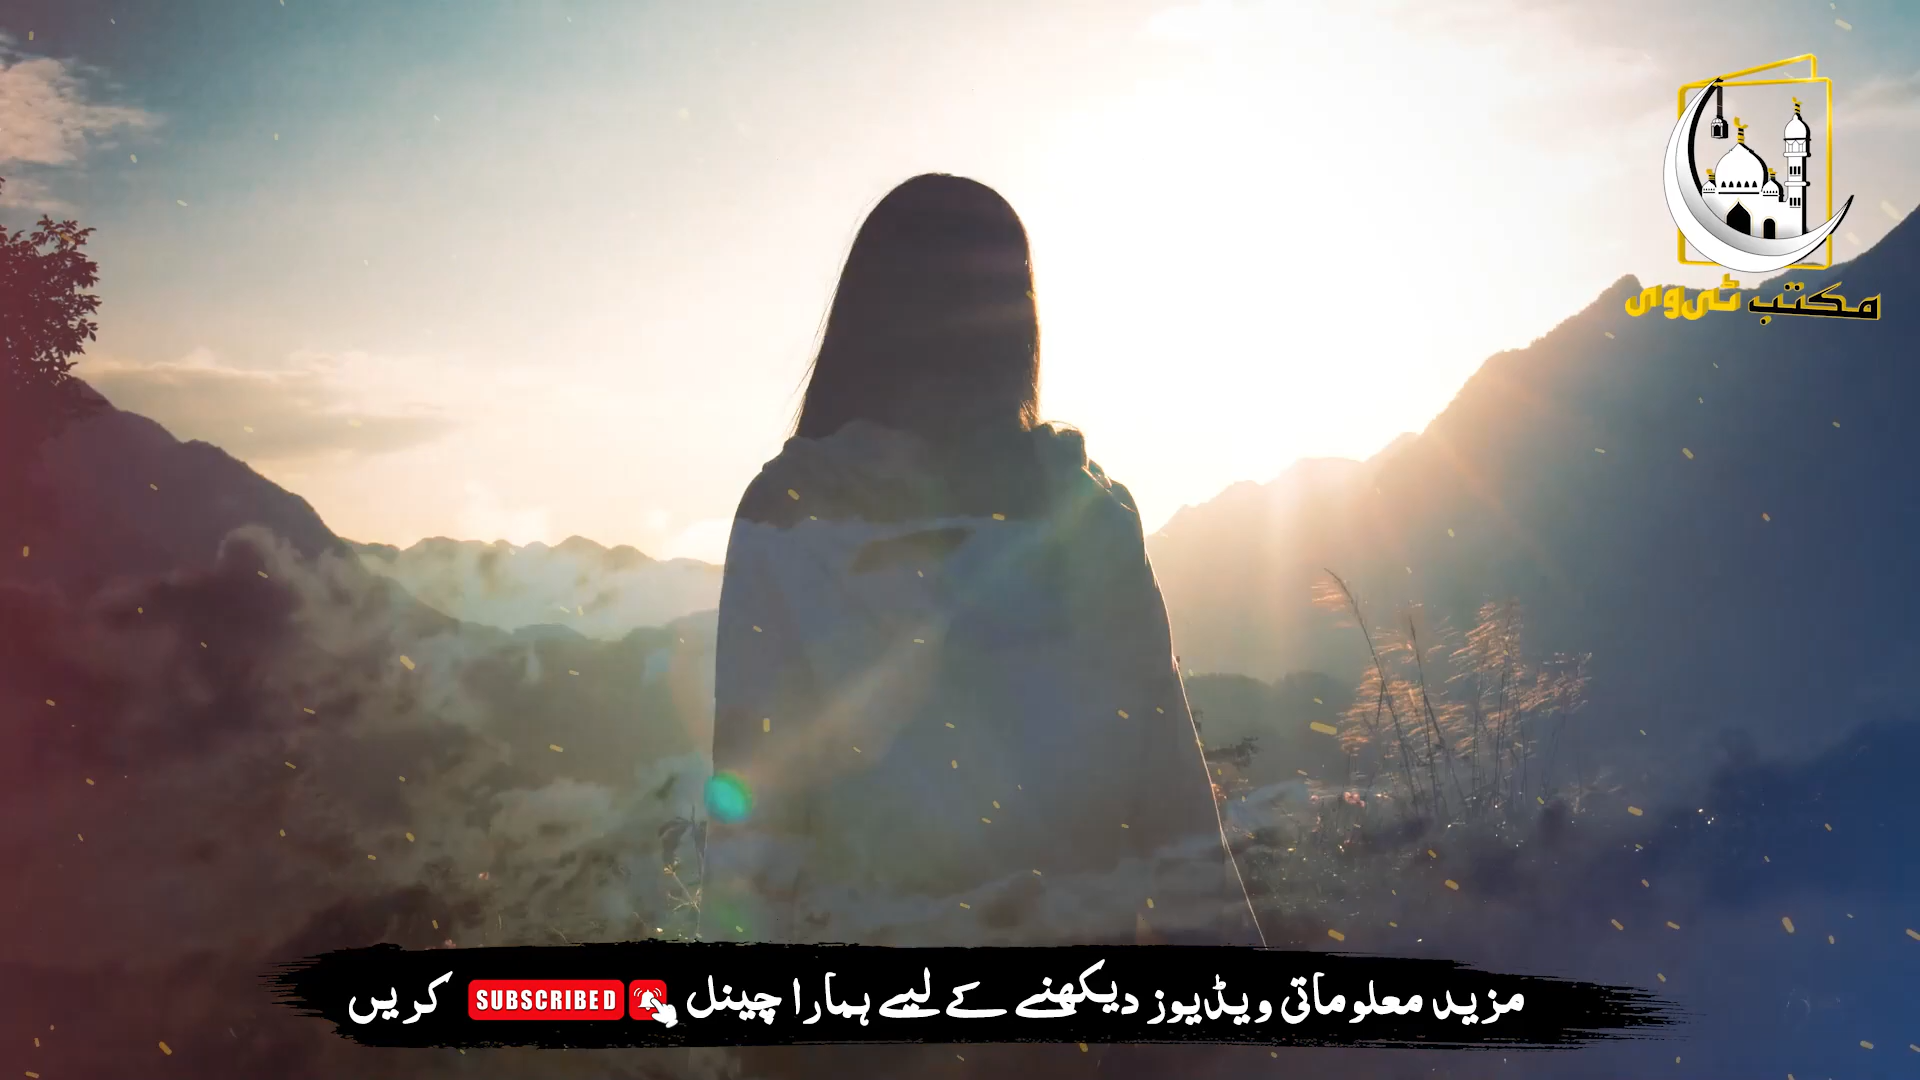 مکتب ٹی وی
مزید معلوماتی ویڈیوز دیکھنے کے لیے ہمارا چینل SUBSCRIBED کریں